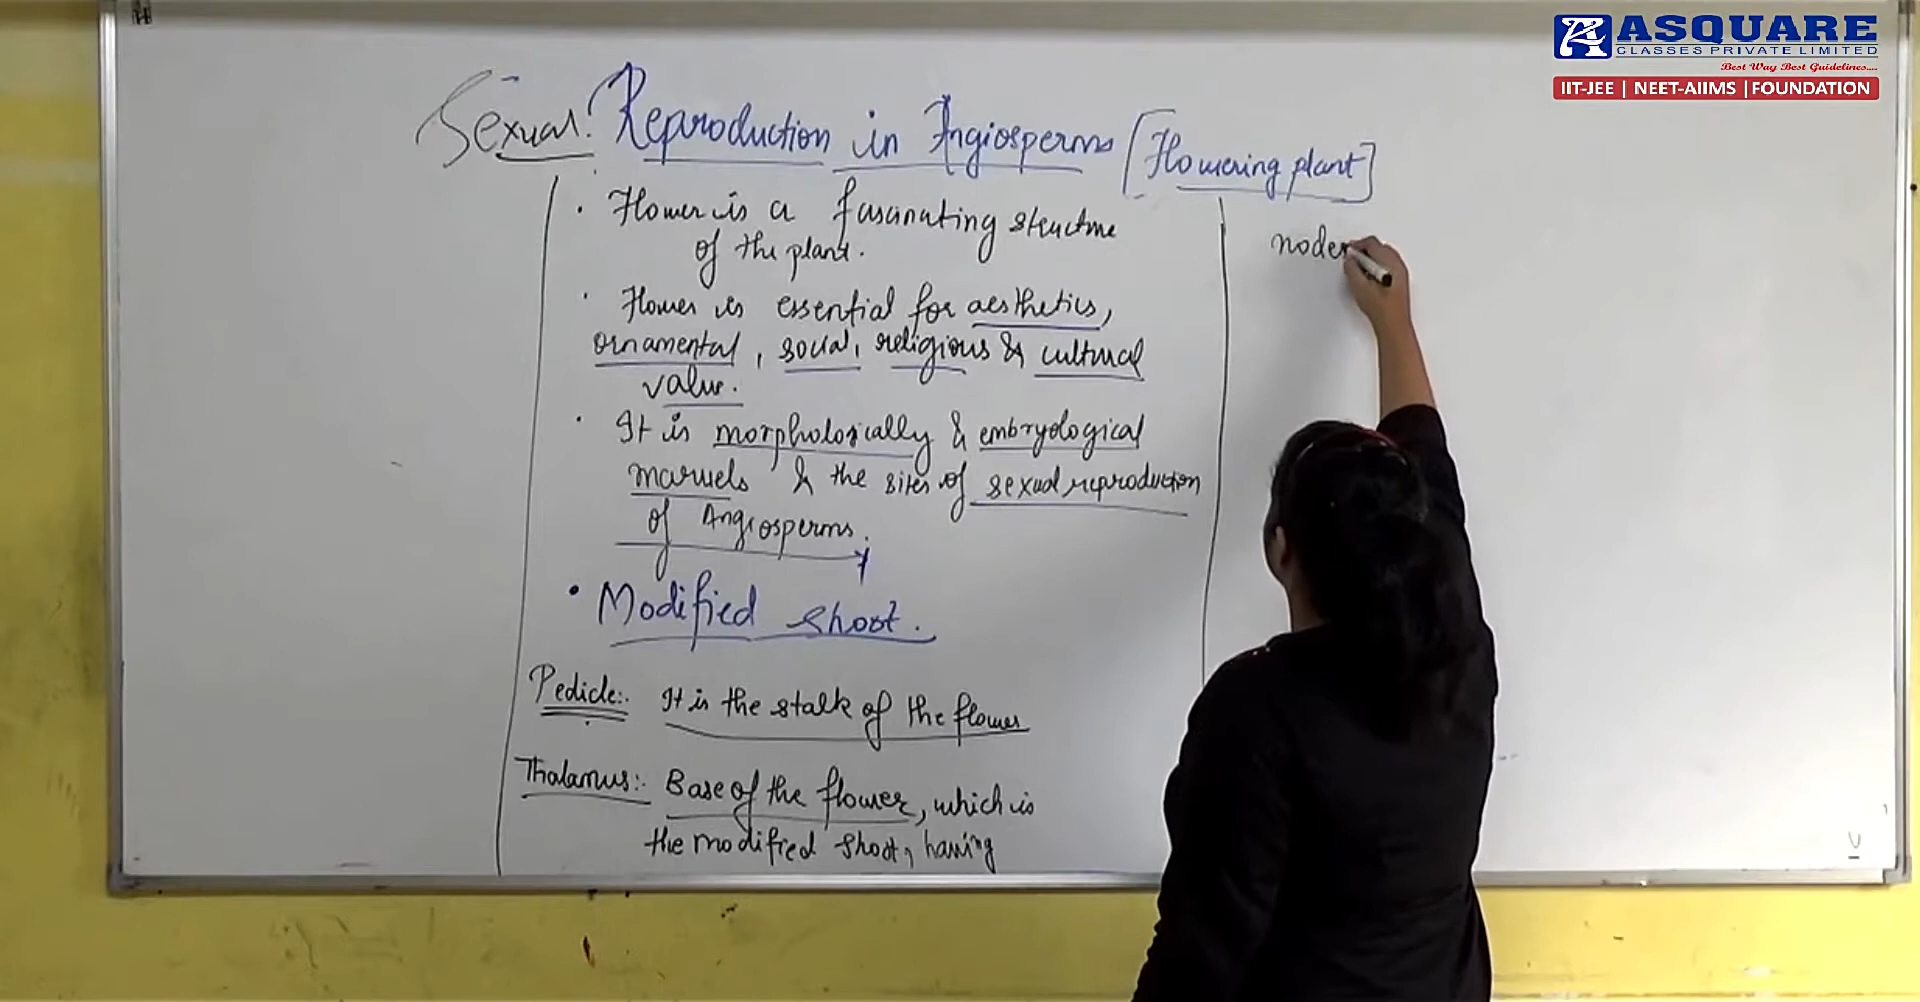 ASQUARE
CLASSES PRIVATE LIMITED
Best Way Best Guidelines....
IIT-JEE | NEET-AIIMS | FOUNDATION
Sexual: Reproduction in Angiosperms [Flowering plant]
• Flower is a fascinating structure
of the plant.
• Flower is essential for aesthetics,
ornamental, social, religious & cultural
value.
• It is morphologically & embryological
marvels & the sites of sexual reproduction
of Angiosperms.
• Modified shoot.
Pedicle:- It is the stalk of the flower
Thalamus:- Base of the flower, which is
the modified shoot, having
nodes